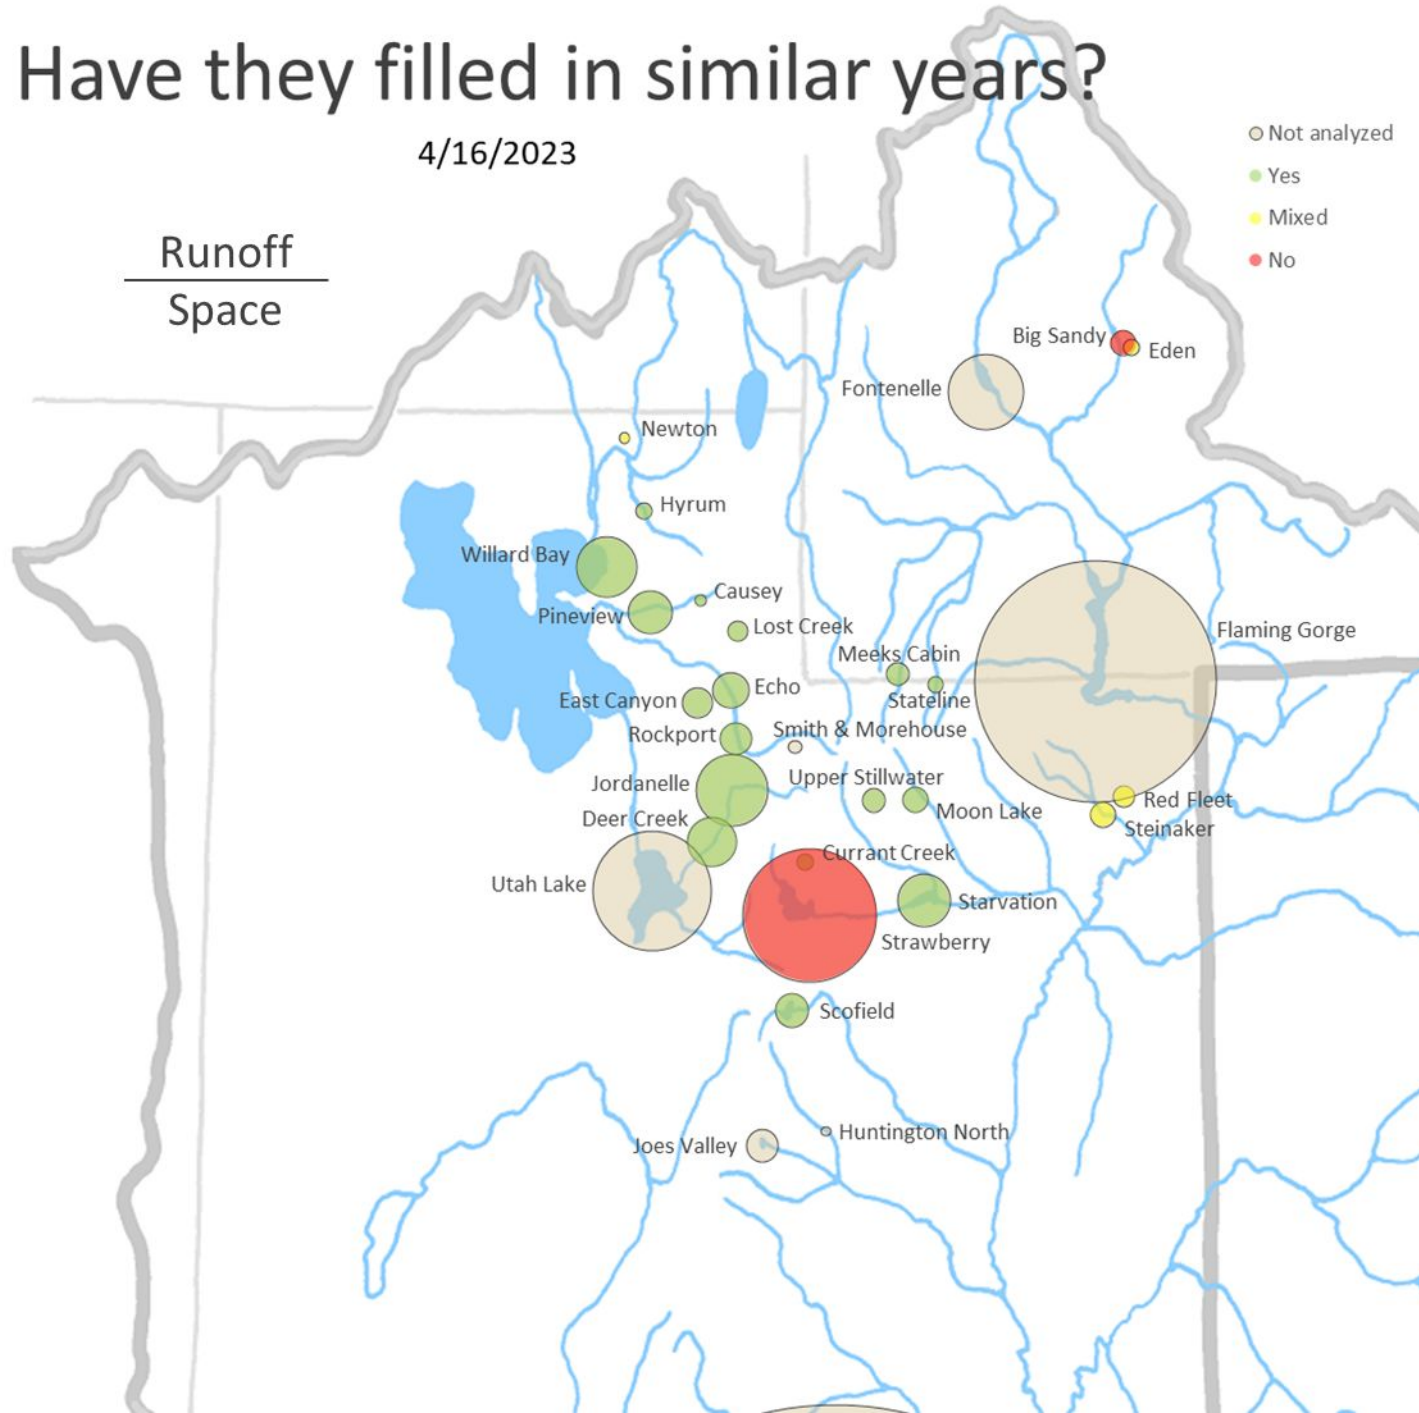 Have they filled in similar years?
4/16/2023
Not analyzed
Yes
Mixed
No
Runoff
Space
Big Sandy
Eden
Fontenelle
Newton
Hyrum
Willard Bay
Causey
Pineview
Lost Creek
Flaming Gorge
Meeks Cabin
Echo
East Canyon
Stateline
Rockport
Smith & Morehouse
Jordanelle
Upper Stillwater
Red Fleet
Moon Lake
Deer Creek
Steinaker
Currant Creek
Utah Lake
Starvation
Strawberry
Scofield
Huntington North
Joes Valley